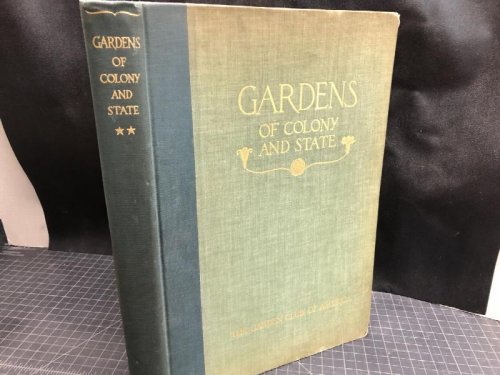 GARDENS
OF
COLONY
AND
STATE
★★
GARDENS
OF COLONY
AND STATE
THE GARDEN CLUB OF AMERICA